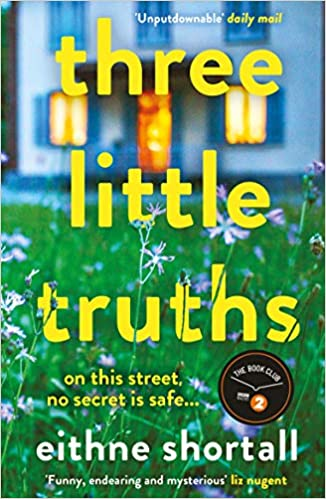 'Unputdownable' daily mail
three
little
truths
on this street,
no secret is safe...
THE BOOK CLUB
2
eithne shortall
'Funny, endearing and mysterious' liz nugent